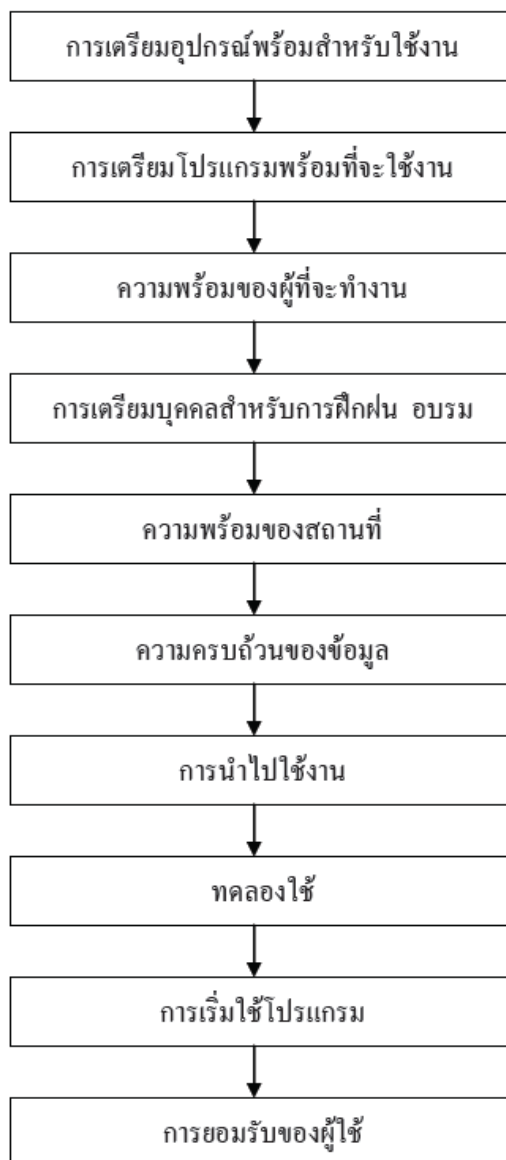 การเตรียมอุปกรณ์พร้อมสำหรับใช้งาน
การเตรียมโปรแกรมพร้อมที่จะใช้งาน
ความพร้อมของผู้ที่จะทำงาน
การเตรียมบุคคลสำหรับการฝึกฝน อบรม
ความพร้อมของสถานที่
ความครบถ้วนของข้อมูล
การนำไปใช้งาน
ทดลองใช้
การเริ่มใช้โปรแกรม
การยอมรับของผู้ใช้